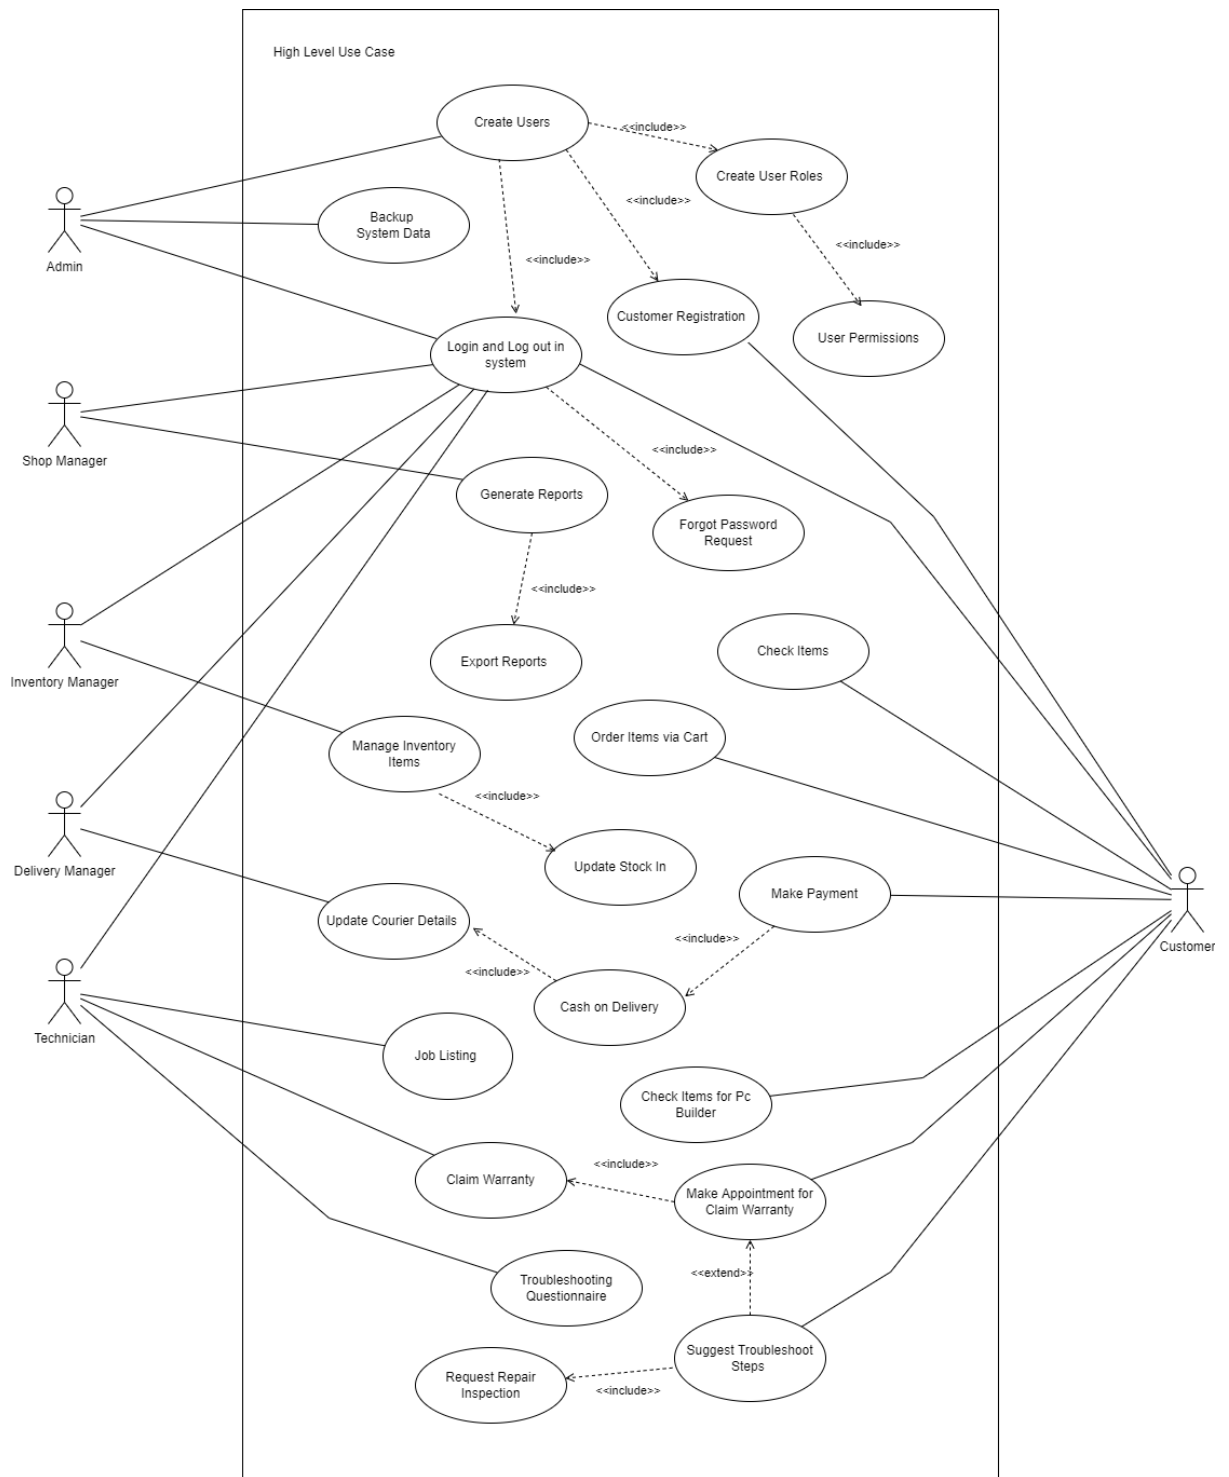 High Level Use Case
Create Users
<<include>>
Create User Roles
Backup
System Data
<<include>>
<<include>>
Admin
<<include>>
Customer Registration
User Permissions
Login and Log out in
system
Shop Manager
<<include>>
Generate Reports
Forgot Password
Request
<<include>>
Check Items
Export Reports
Inventory Manager
Order Items via Cart
Manage Inventory
Items
<<include>>
Update Stock In
Delivery Manager
Make Payment
Update Courier Details
<<include>>
Customer
<<include>>
Cash on Delivery
Technician
Job Listing
Check Items for Pc
Builder
<<include>>
Claim Warranty
Make Appointment for
Claim Warranty
<<extend>>
Troubleshooting
Questionnaire
Suggest Troubleshoot
Steps
Request Repair
Inspection
<<include>>